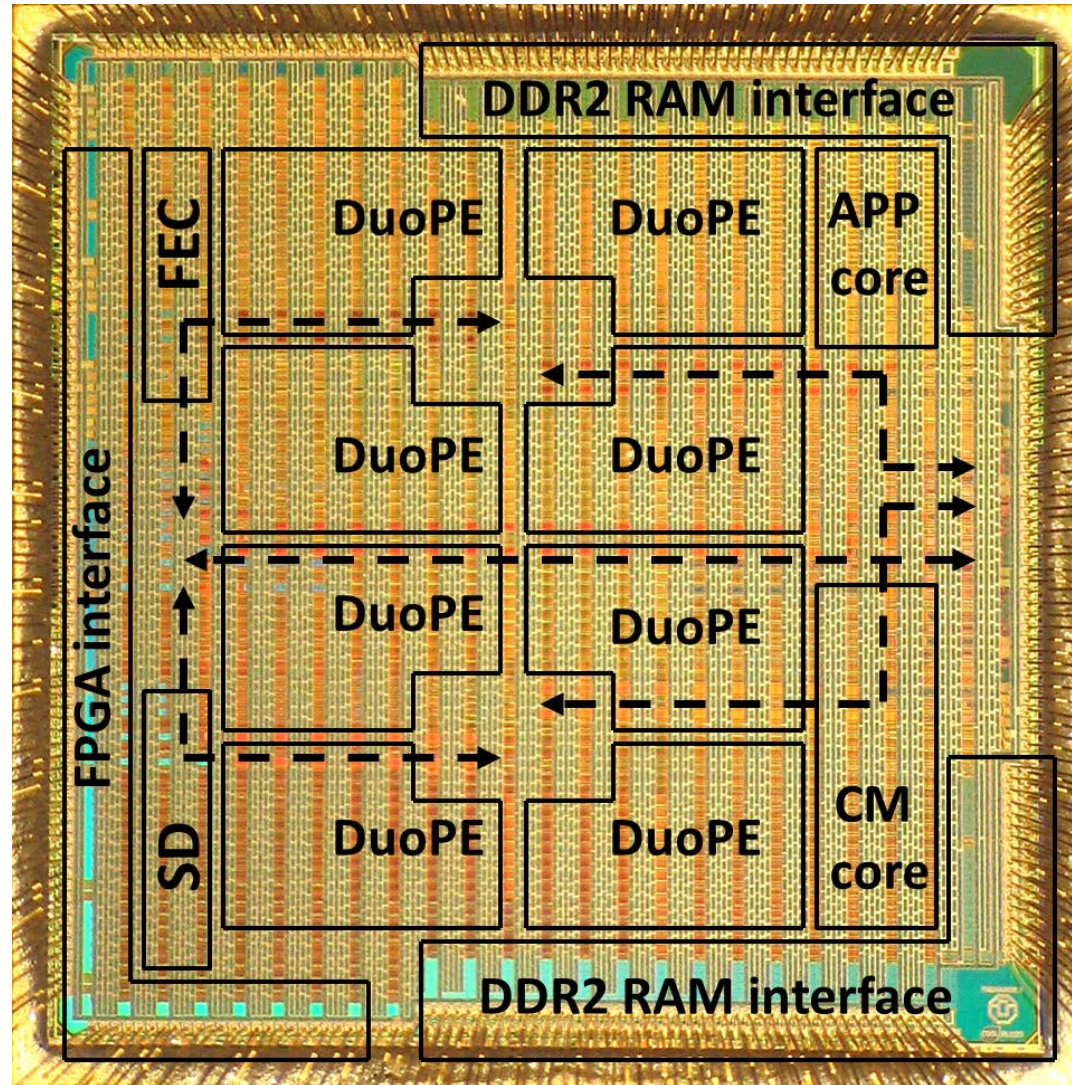 DDR2 RAM interface
FEC
DuoPE
DuoPE
APP
core
DuoPE
DuoPE
FPGA interface
DuoPE
DuoPE
SD
DuoPE
DuoPE
CM
core
DDR2 RAM interface